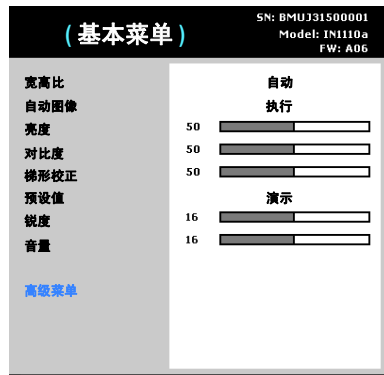 (基本菜单)
SN: BMUJ31500001
Model: IN1110a
FW: A06
宽高比 自动
自动图像 执行
亮度 50
对比度 50
梯形校正 50
预设值 演示
锐度 16
音量 16
高级菜单